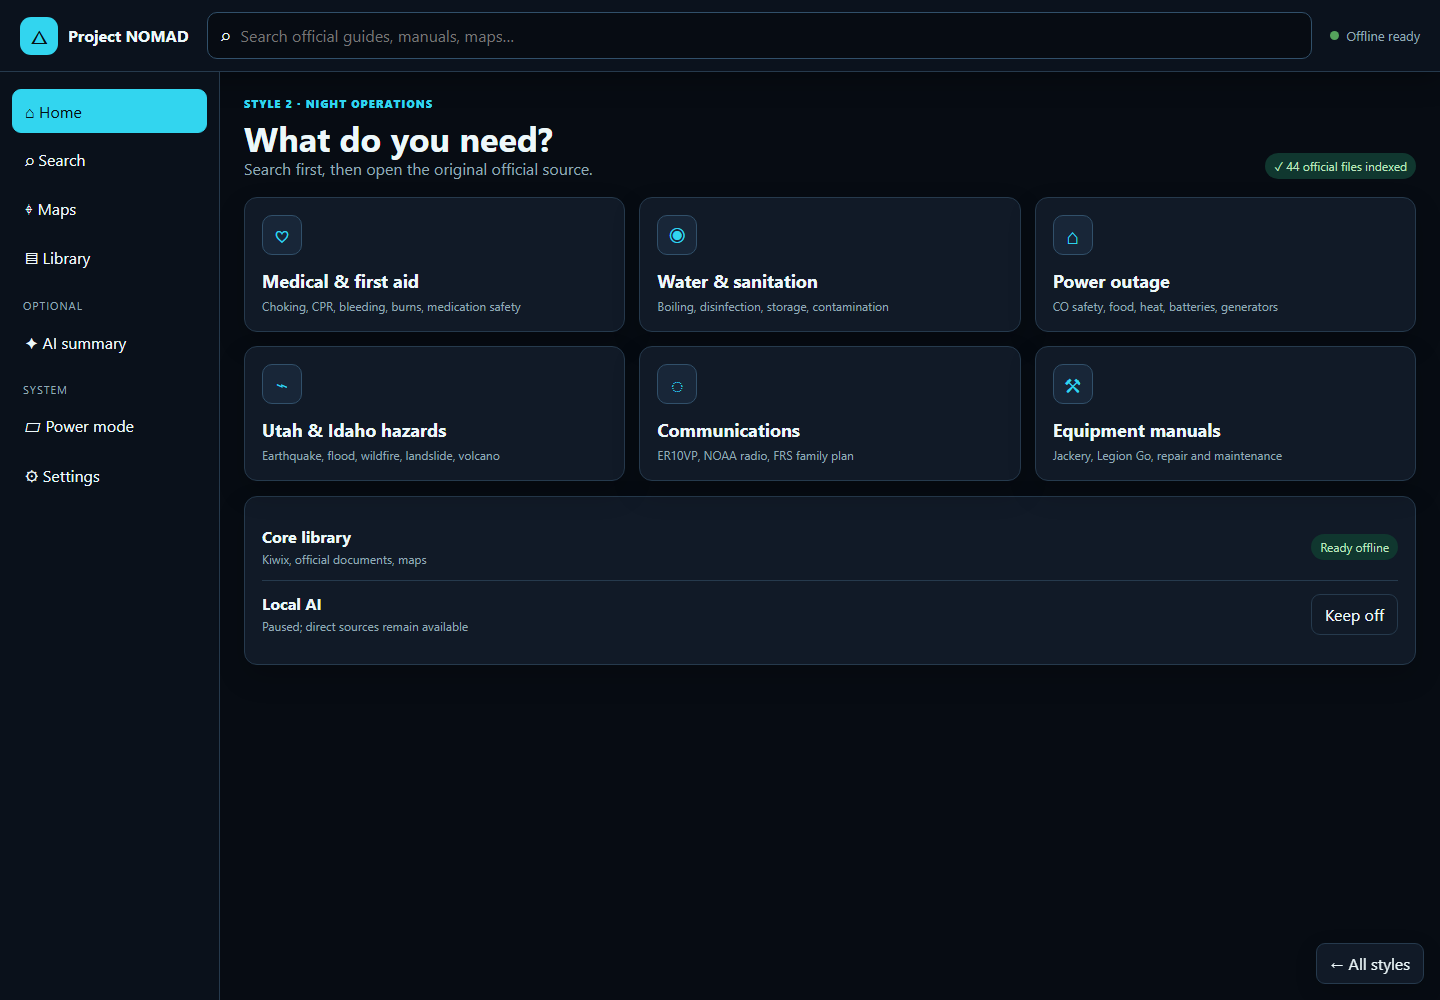 Project NOMAD
Search official guides, manuals, maps...
Offline ready
Home
Search
Maps
Library
OPTIONAL
AI summary
SYSTEM
Power mode
Settings
STYLE 2 · NIGHT OPERATIONS
What do you need?
Search first, then open the original official source.
✓ 44 official files indexed
Medical & first aid
Choking, CPR, bleeding, burns, medication safety
Water & sanitation
Boiling, disinfection, storage, contamination
Power outage
CO safety, food, heat, batteries, generators
Utah & Idaho hazards
Earthquake, flood, wildfire, landslide, volcano
Communications
ER10VP, NOAA radio, FRS family plan
Equipment manuals
Jackery, Legion Go, repair and maintenance
Core library
Kiwix, official documents, maps
Ready offline
Local AI
Paused; direct sources remain available
Keep off
← All styles